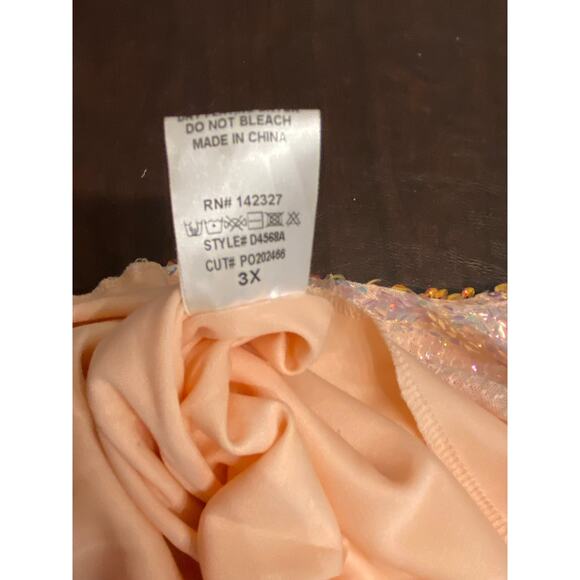 DO NOT BLEACH
MADE IN CHINA
RN# 142327
STYLE# D4568A
CUT# PO202466
3X